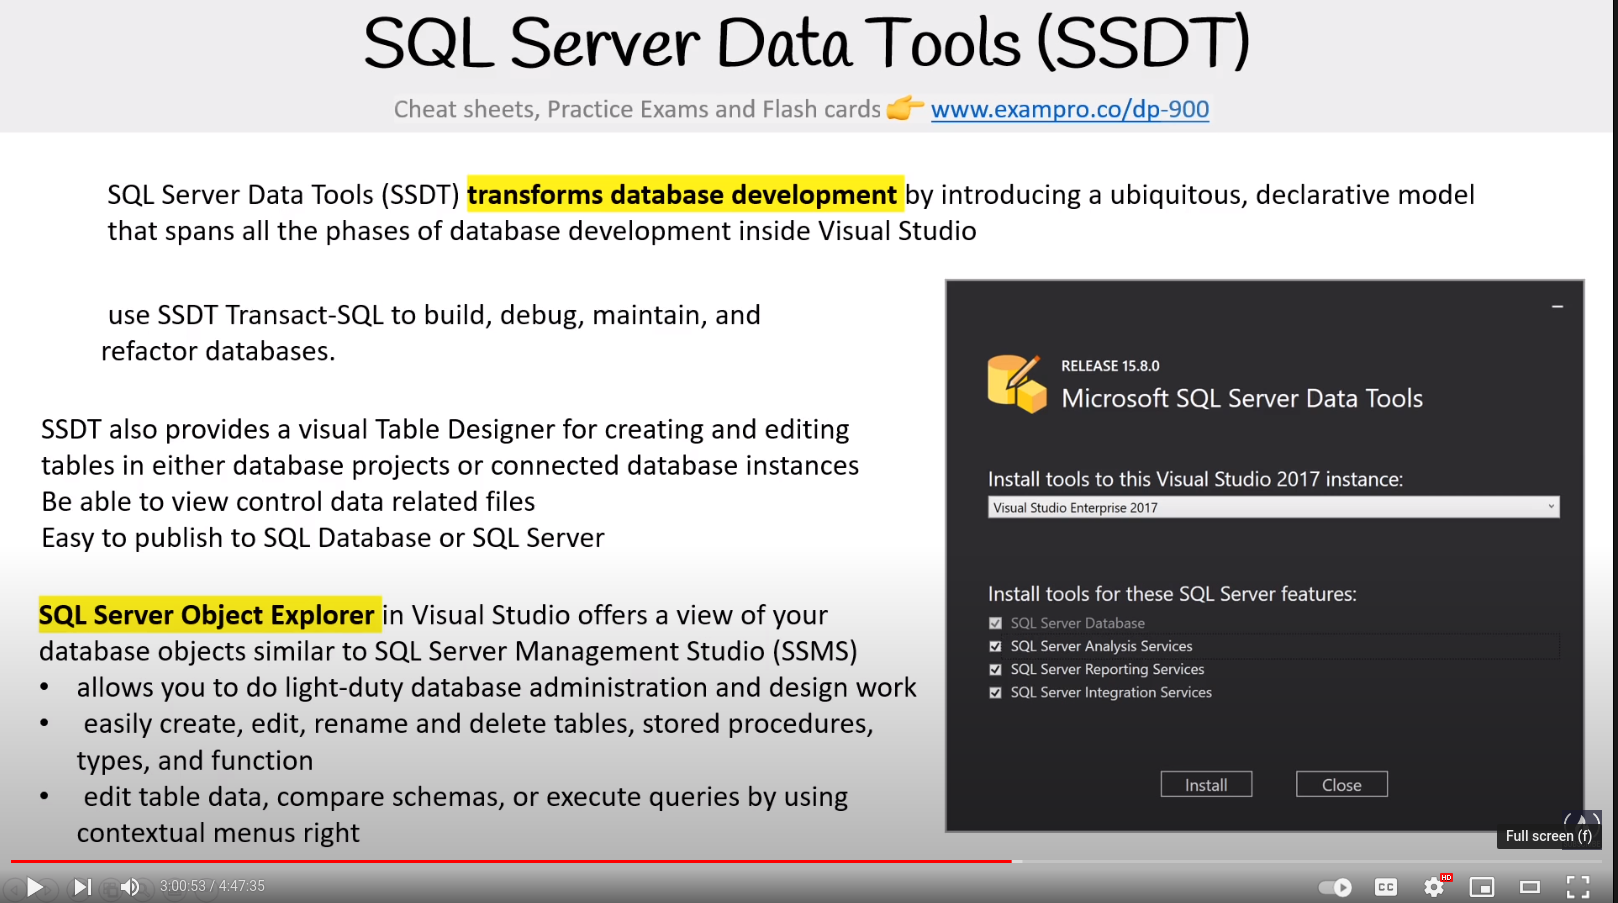 SQL Server Data Tools (SSDT)
Cheat sheets, Practice Exams and Flash cards 👉 www.exampro.co/dp-900
SQL Server Data Tools (SSDT) transforms database development by introducing a ubiquitous, declarative model
that spans all the phases of database development inside Visual Studio
use SSDT Transact-SQL to build, debug, maintain, and
refactor databases.
SSDT also provides a visual Table Designer for creating and editing
tables in either database projects or connected database instances
Be able to view control data related files
Easy to publish to SQL Database or SQL Server
SQL Server Object Explorer in Visual Studio offers a view of your
database objects similar to SQL Server Management Studio (SSMS)
• allows you to do light-duty database administration and design work
• easily create, edit, rename and delete tables, stored procedures,
types, and function
• edit table data, compare schemas, or execute queries by using
contextual menus right
RELEASE 15.8.0
Microsoft SQL Server Data Tools
Install tools to this Visual Studio 2017 instance:
Visual Studio Enterprise 2017
Install tools for these SQL Server features:
SQL Server Database
SQL Server Analysis Services
SQL Server Reporting Services
SQL Server Integration Services
Install
Close
Full screen (f)
3:00:53 / 4:47:35
CC
HD